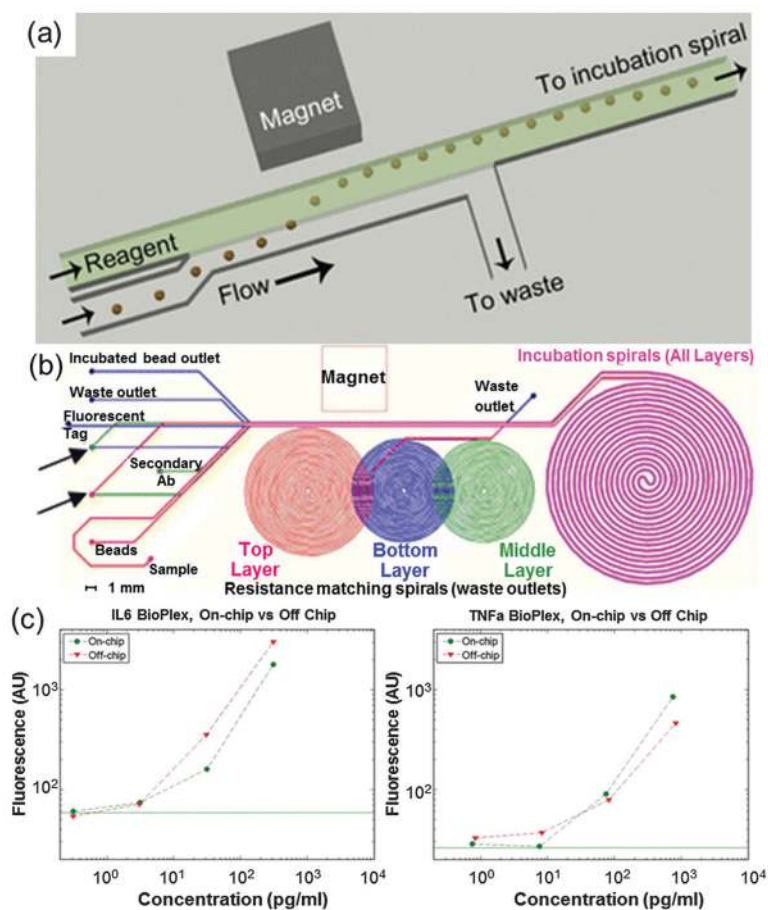 (a)
Magnet
To incubation spiral
Reagent
Flow
To waste
(b)
Incubated bead outlet
Waste outlet
Fluorescent
Tag
Secondary
Ab
Beads
Sample
1 mm
Magnet
Waste
outlet
Incubation spirals (All Layers)
Top
Layer
Bottom
Layer
Middle
Layer
Resistance matching spirals (waste outlets)
(c)
IL6 BioPlex, On-chip vs Off Chip
On-chip
Off-chip
Fluorescence (AU)
10³
10²
10⁰ 10¹ 10² 10³ 10⁴
Concentration (pg/ml)
TNFa BioPlex, On-chip vs Off Chip
On-chip
Off-chip
Fluorescence (AU)
10³
10²
10⁰ 10¹ 10² 10³ 10⁴
Concentration (pg/ml)